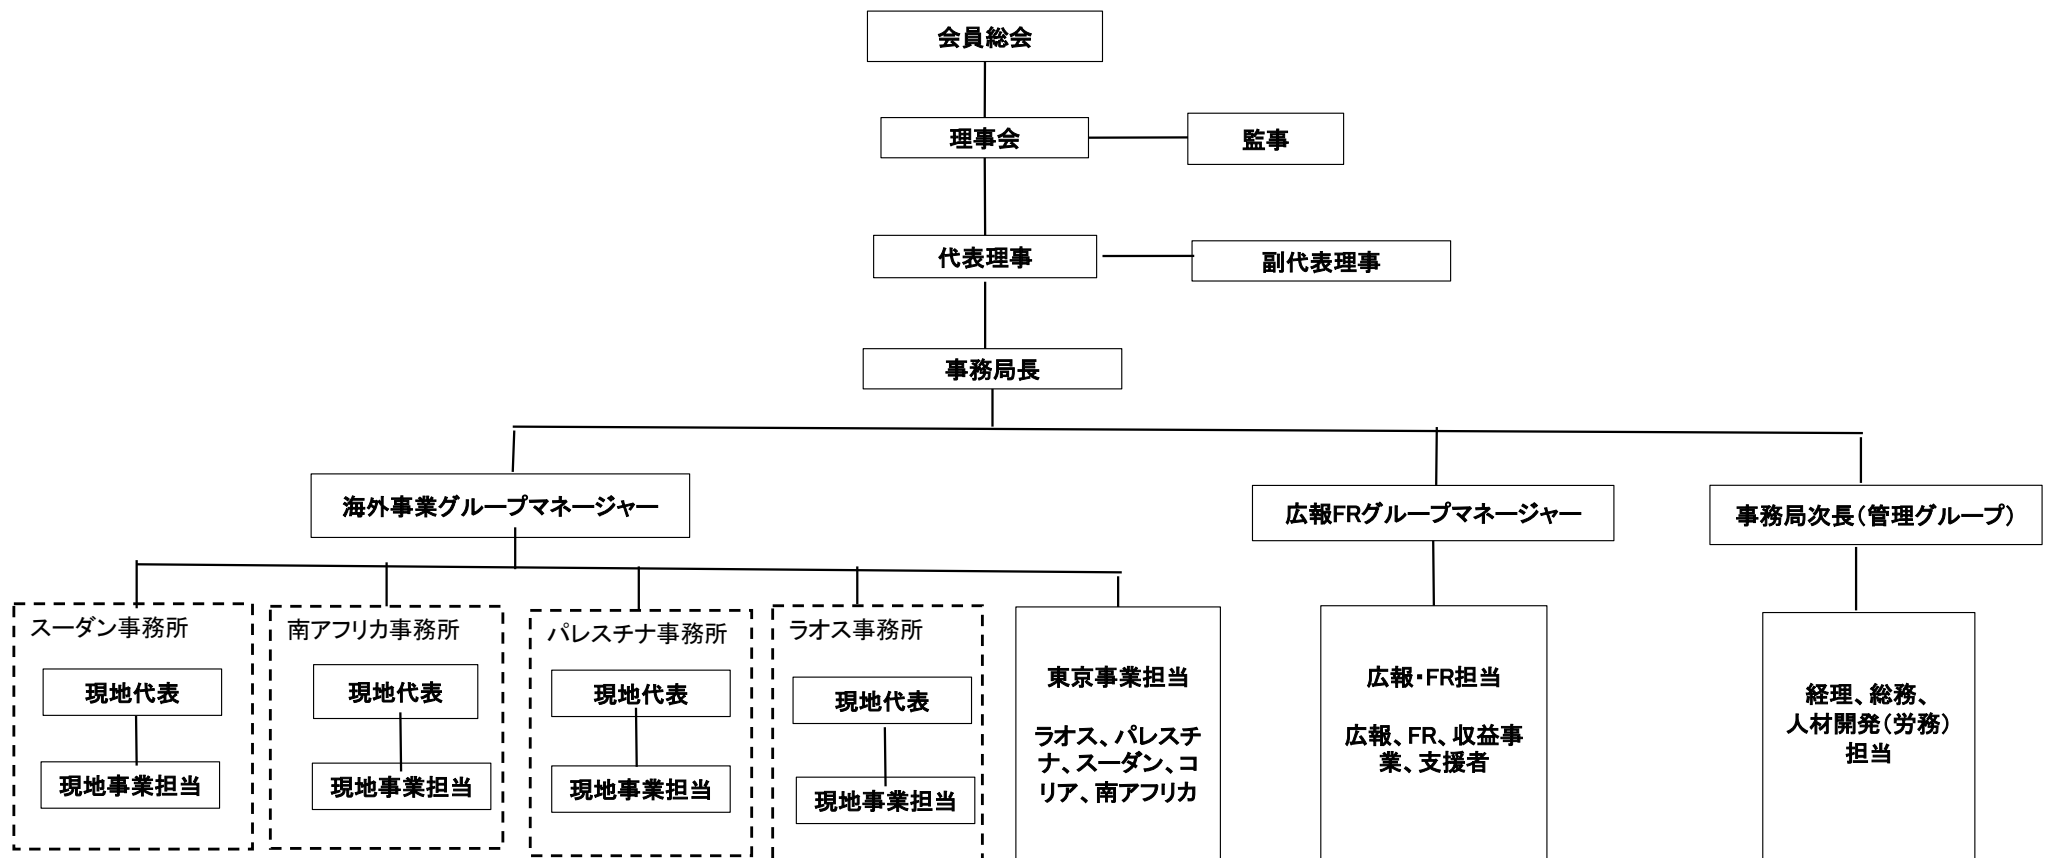 会員総会
理事会
監事
代表理事
副代表理事
事務局長
海外事業グループマネージャー
広報FRグループマネージャー
事務局次長(管理グループ)
スーダン事務所
現地代表
現地事業担当
南アフリカ事務所
現地代表
現地事業担当
パレスチナ事務所
現地代表
現地事業担当
ラオス事務所
現地代表
現地事業担当
東京事業担当
ラオス、パレスチ
ナ、スーダン、コ
リア、南アフリカ
広報・FR担当
広報、FR、収益事
業、支援者
経理、総務、
人材開発(労務)
担当